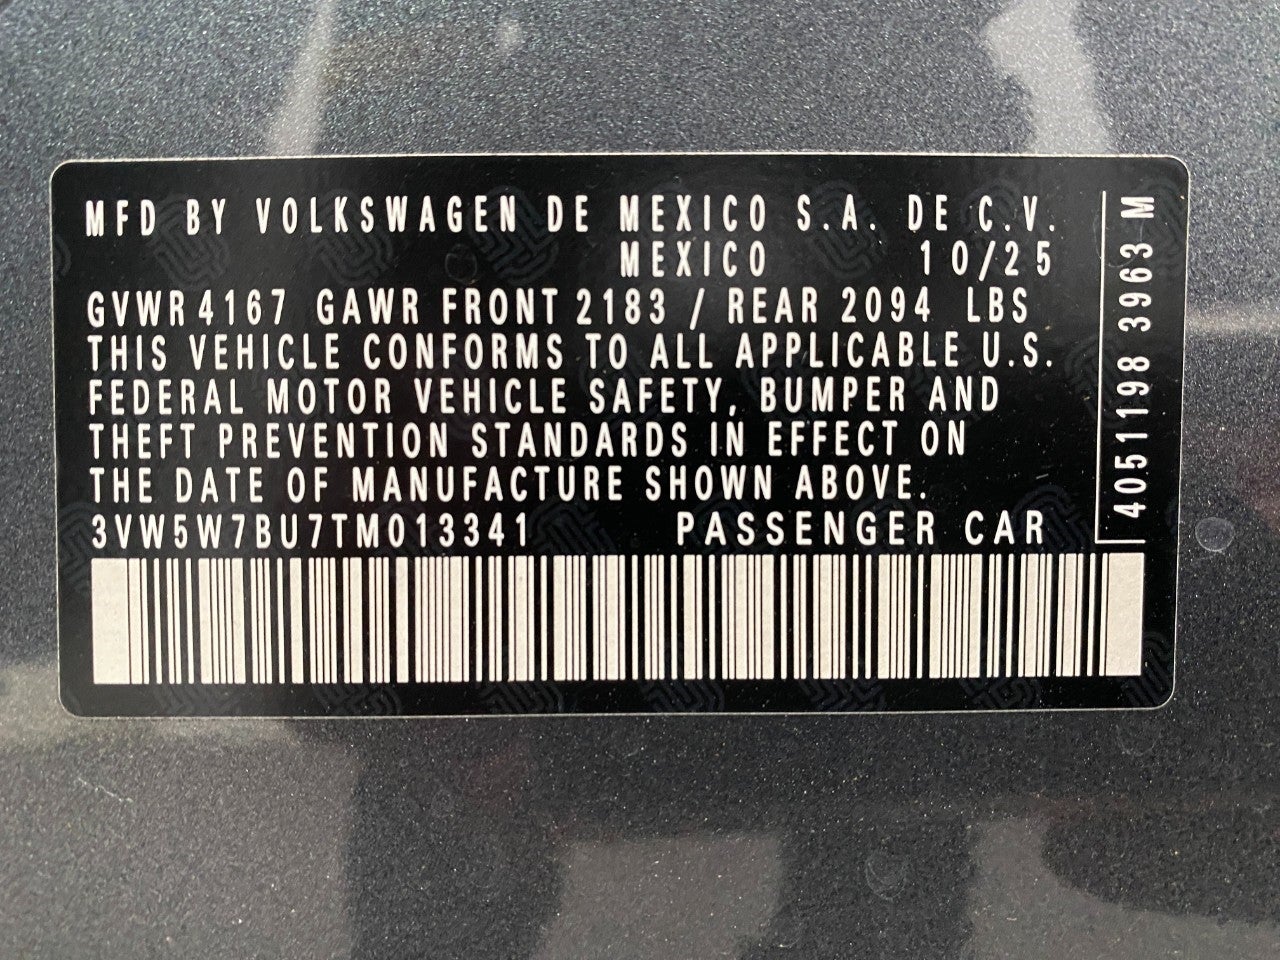 MFD BY VOLKSWAGEN DE MEXICO S.A. DE C.V.
MEXICO 10/25
GVWR 4167 GAWR FRONT 2183 / REAR 2094 LBS
THIS VEHICLE CONFORMS TO ALL APPLICABLE U.S.
FEDERAL MOTOR VEHICLE SAFETY, BUMPER AND
THEFT PREVENTION STANDARDS IN EFFECT ON
THE DATE OF MANUFACTURE SHOWN ABOVE.
3VW5W7BU7TM013341 PASSENGER CAR
4051198 3963 M